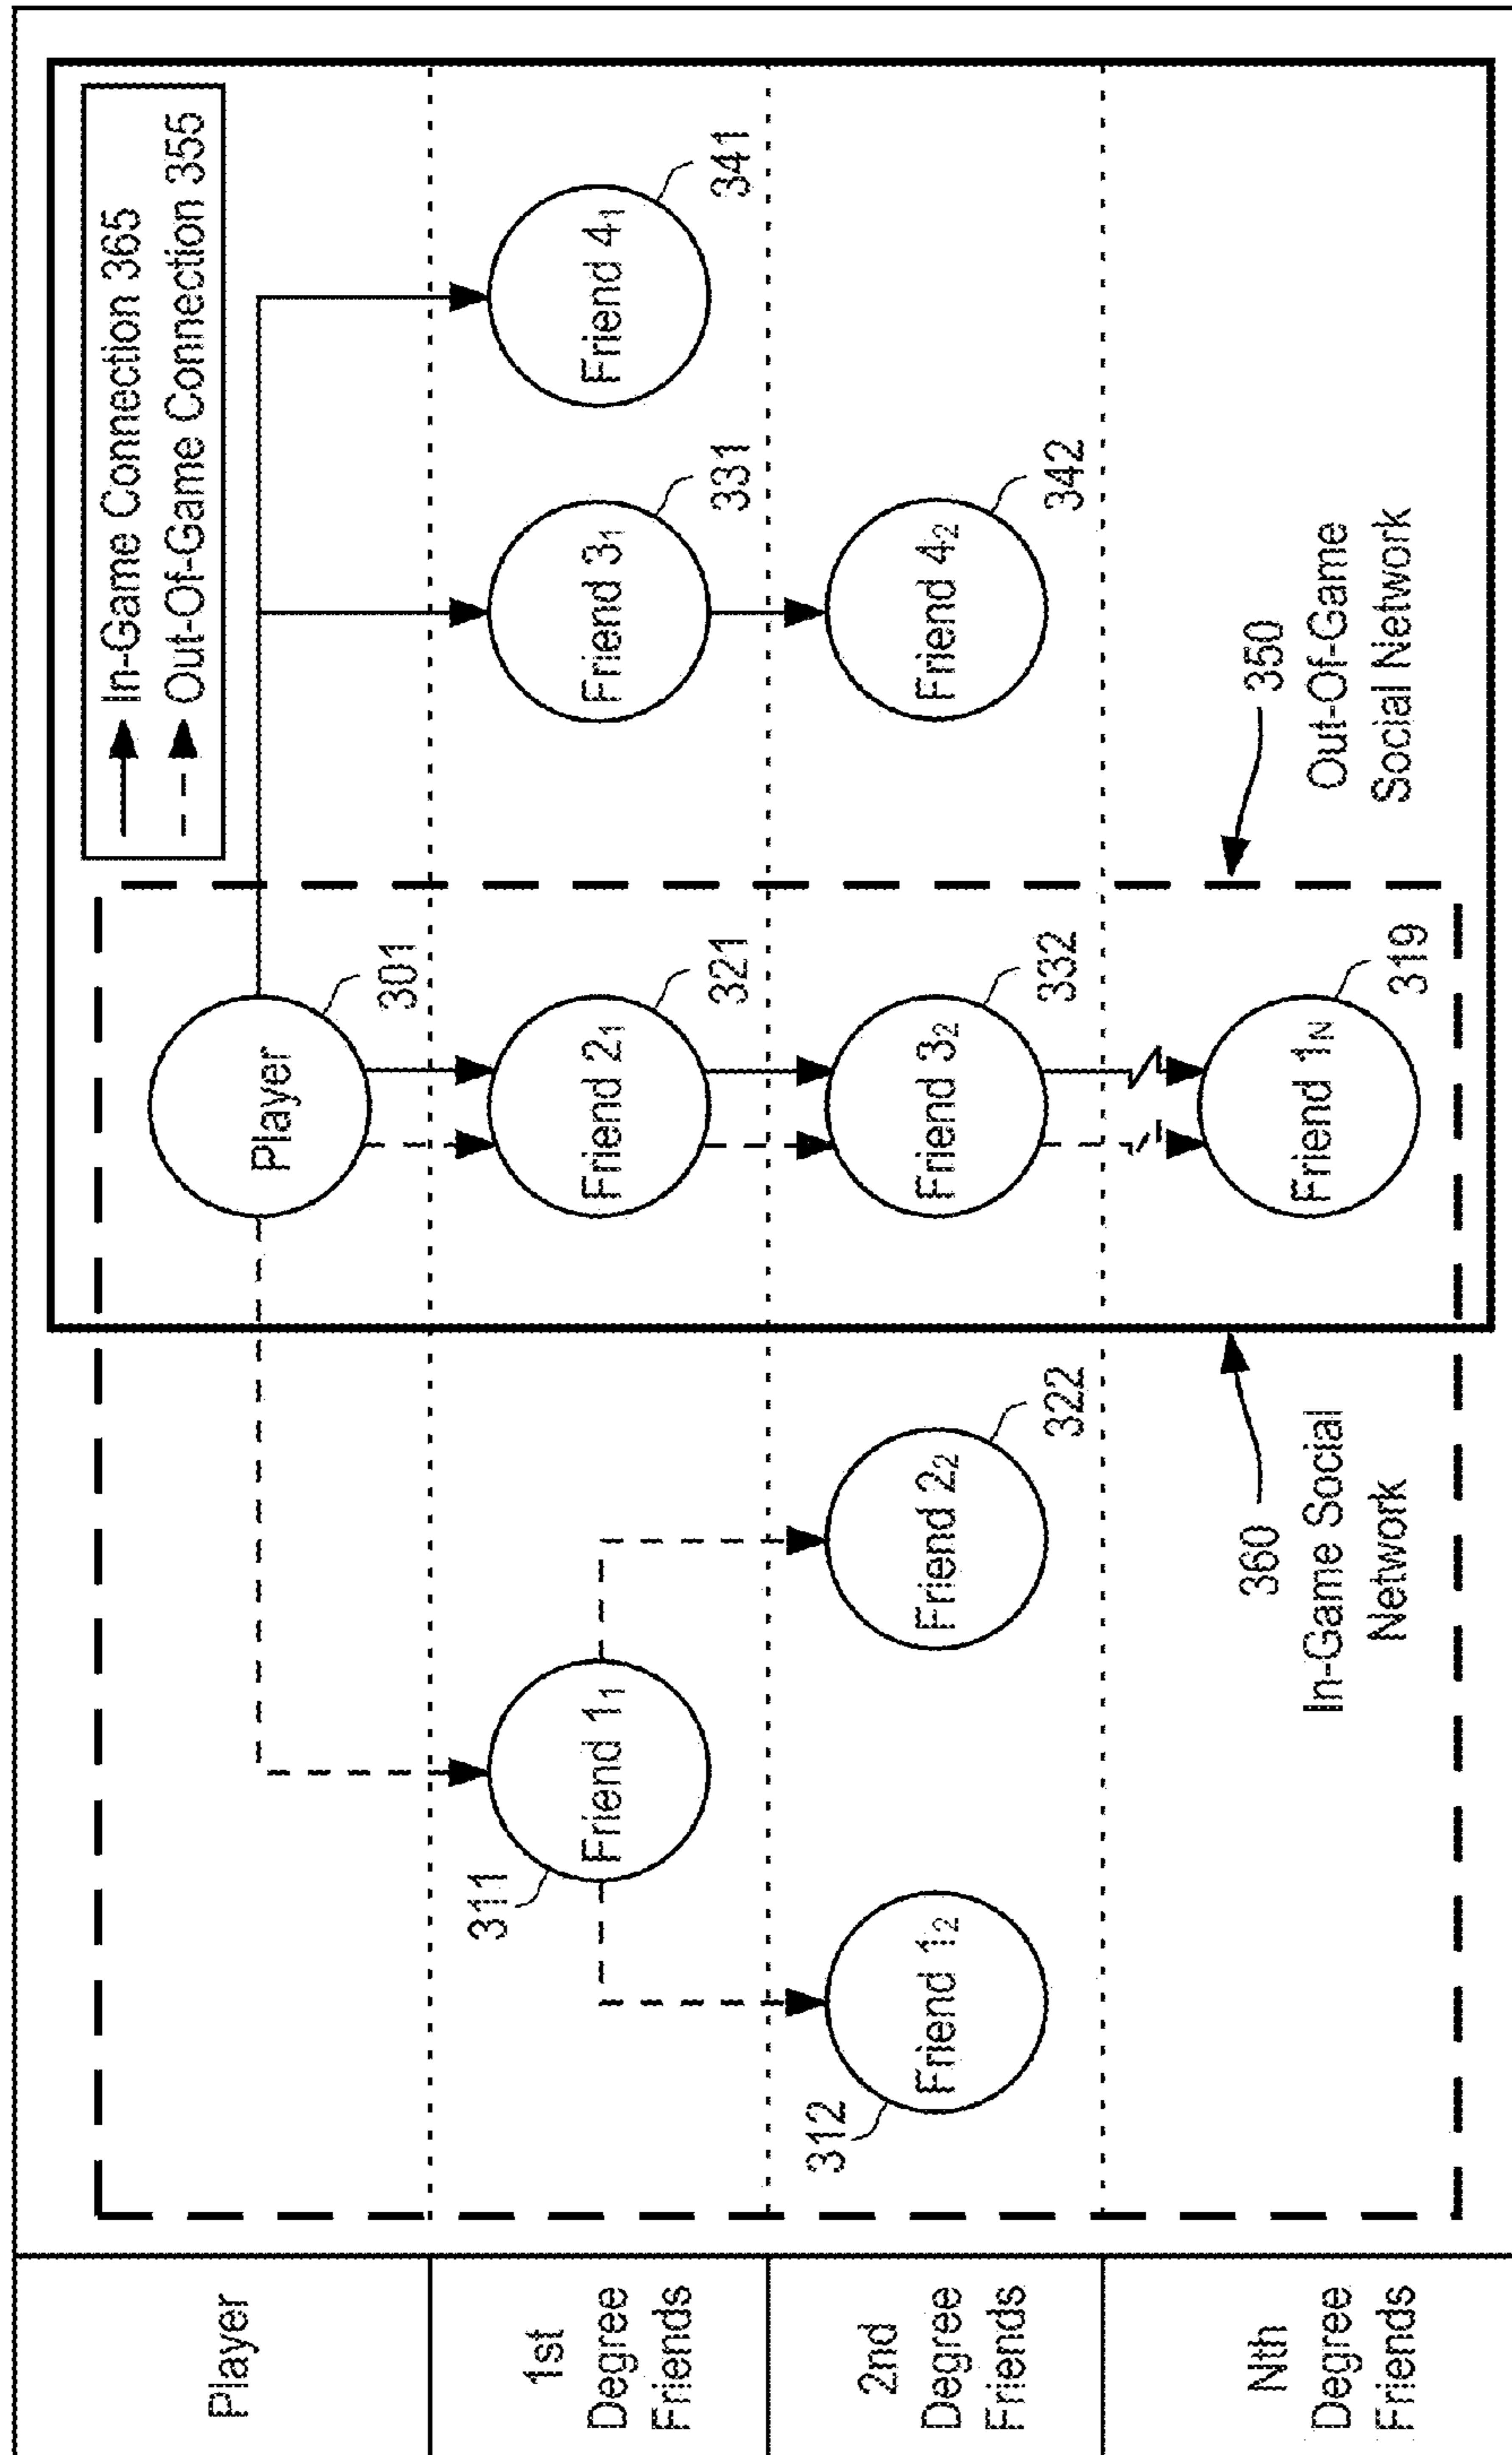 In-Game Connection 365
Out-Of-Game Connection 355
Player
Player
301
1st
Degree
Friends
311
Friend 1₁
Friend 2₁
321
Friend 3₁
331
Friend 4₁
341
2nd
Degree
Friends
312
Friend 1₂
Friend 2₂
322
Friend 3₂
332
Friend 4₂
342
Nth
Degree
Friends
360
In-Game Social
Network
Friend 1N
319
350
Out-Of-Game
Social Network